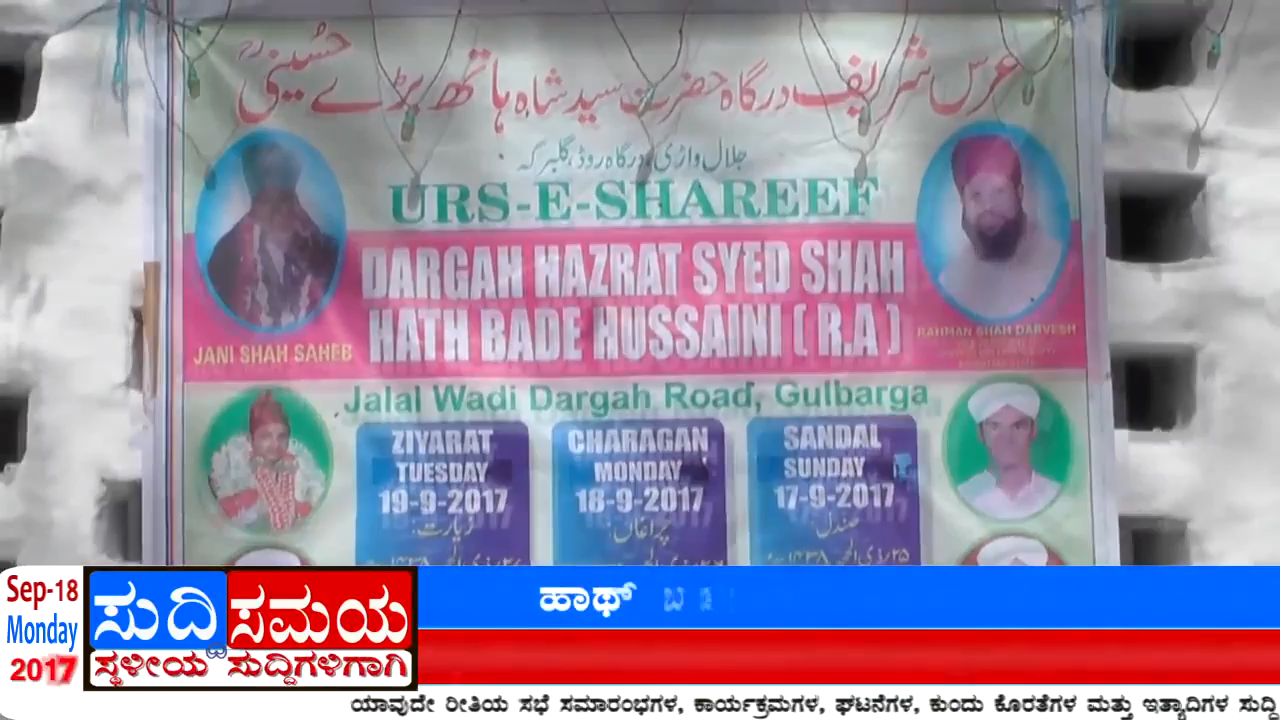 عرس شریف درگاہ حضرت سید شاہ ہاتھ بڑے حسینی
جلال واڑی، درگاہ روڈ، گلبرگہ
URS-E-SHAREEF
DARGAH HAZRAT SYED SHAH
HATH BADE HUSSAINI ( R.A )
JANI SHAH SAHEB
RAHMAN SHAH DARVESH
Jalal Wadi Dargah Road, Gulbarga
ZIYARAT
TUESDAY
19-9-2017
زیارت:
CHARAGAN
MONDAY
18-9-2017
چراغاں:
SANDAL
SUNDAY
17-9-2017
صندل:
Sep-18
Monday
2017
ಸುದ್ದಿ ಸಮಯ
ಸ್ಥಳೀಯ ಸುದ್ದಿಗಳಿಗಾಗಿ
ಹಾಥ್ ಬ
ಯಾವುದೇ ರೀತಿಯ ಸಭೆ ಸಮಾರಂಭಗಳ, ಕಾರ್ಯಕ್ರಮಗಳ, ಘಟನೆಗಳ, ಕುಂದು ಕೊರತೆಗಳ ಮತ್ತು ಇತ್ಯಾದಿಗಳ ಸುದ್ದಿ